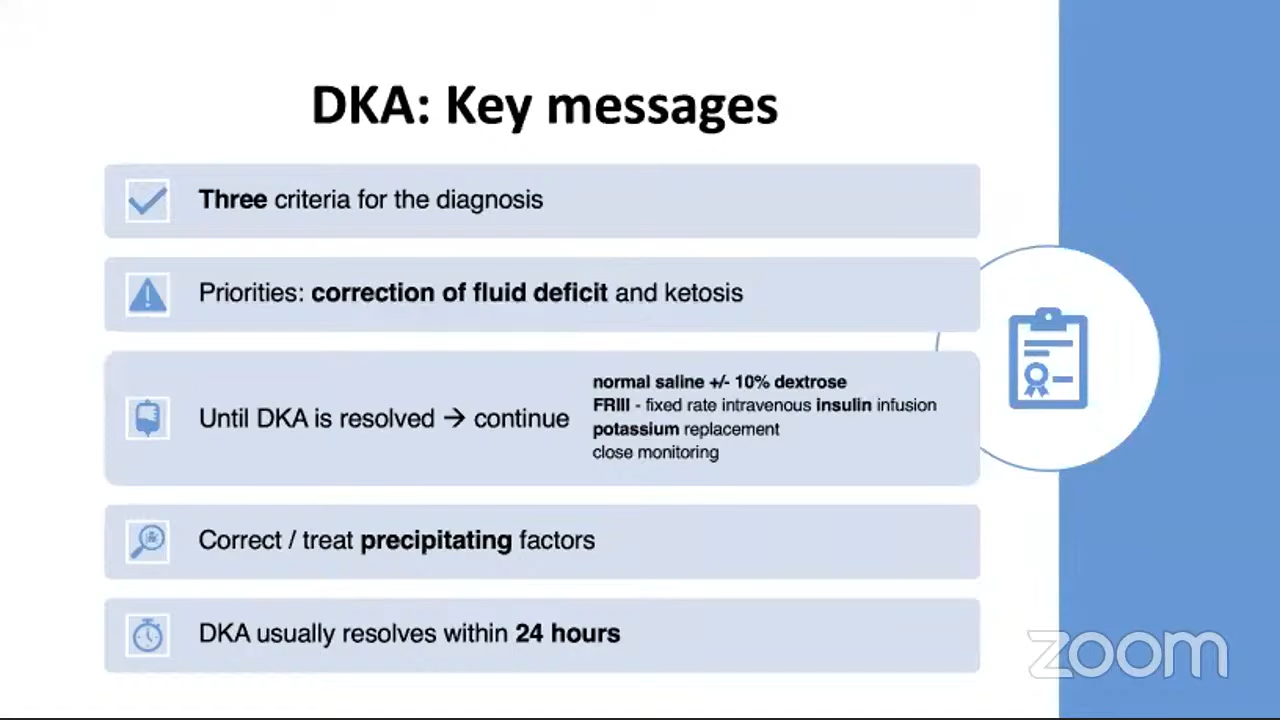 DKA: Key messages
Three criteria for the diagnosis
Priorities: correction of fluid deficit and ketosis
Until DKA is resolved → continue
normal saline +/- 10% dextrose
FRIII - fixed rate intravenous insulin infusion
potassium replacement
close monitoring
Correct / treat precipitating factors
DKA usually resolves within 24 hours
zoom